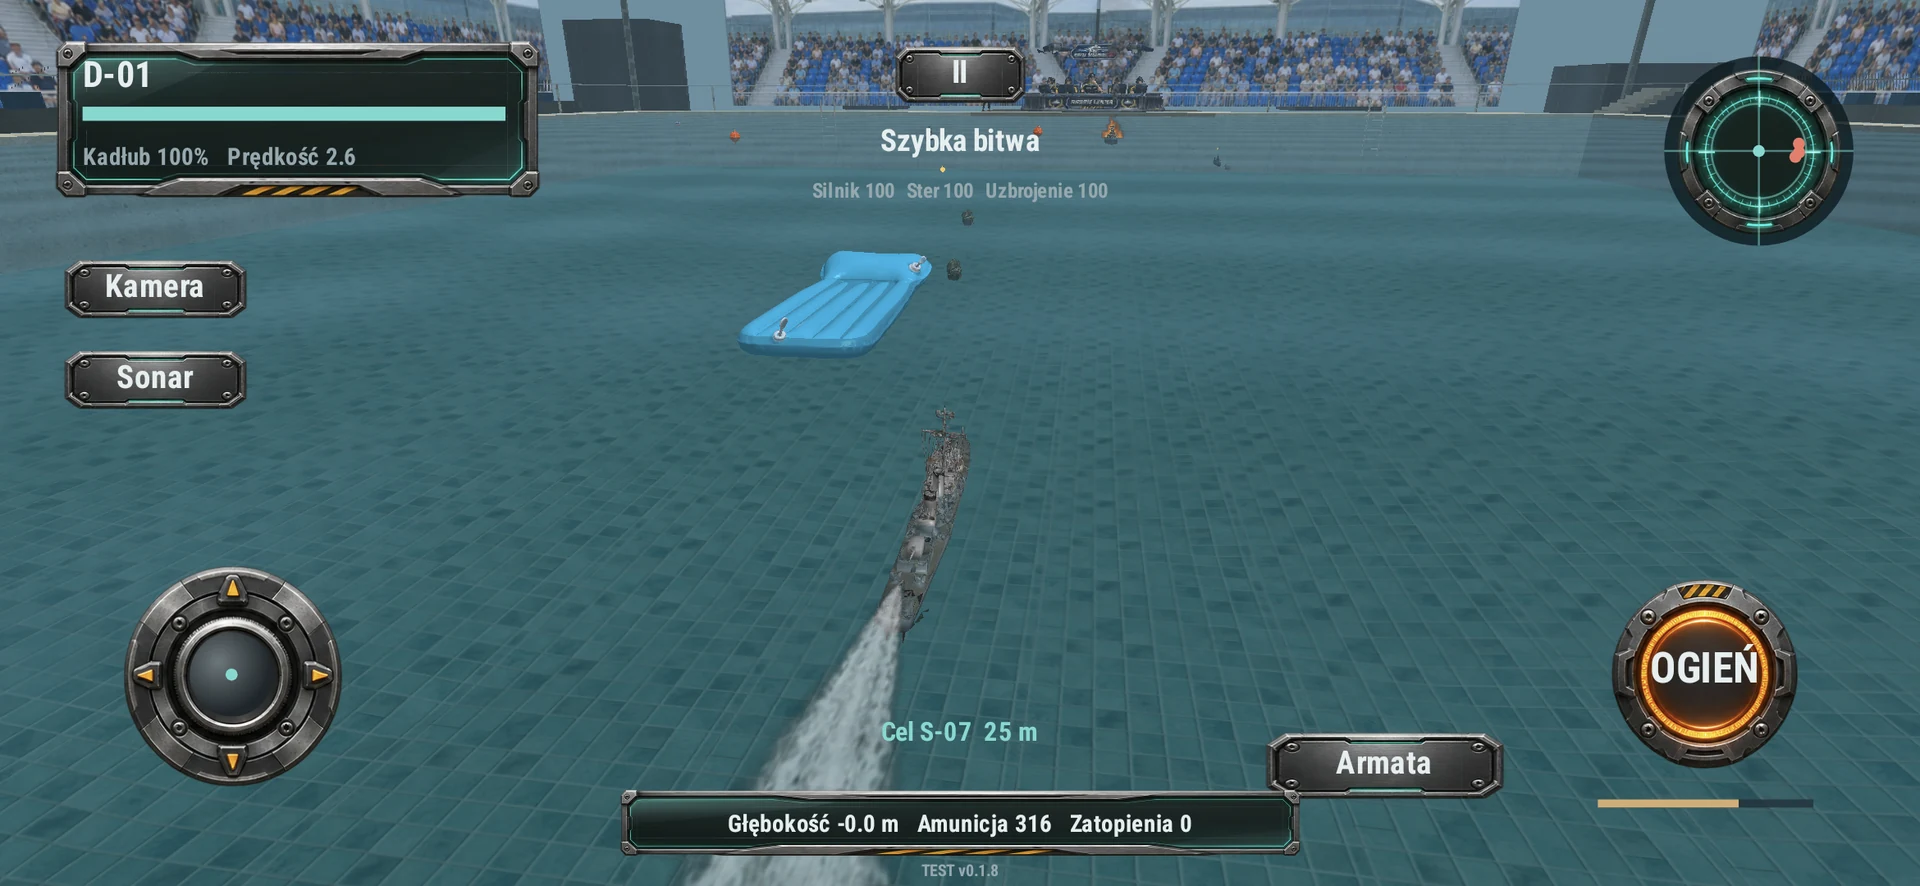 D-01
Kadłub 100% Prędkość 2.6
II
Szybka bitwa
Silnik 100 Ster 100 Uzbrojenie 100
Kamera
Sonar
OGIEŃ
Cel S-07 25 m
Armata
Głębokość -0.0 m Amunicja 316 Zatopienia 0
TEST v0.1.8